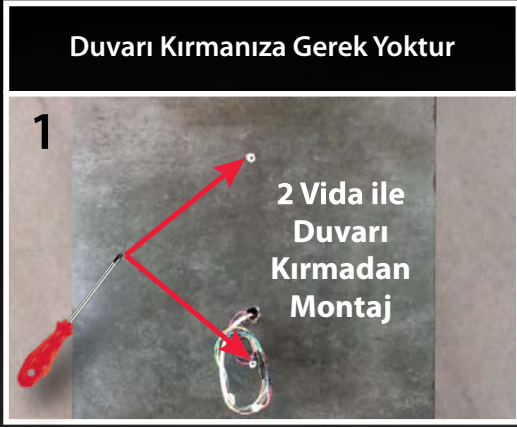 Duvarı Kırmanıza Gerek Yoktur
1
2 Vida ile
Duvarı
Kırmadan
Montaj